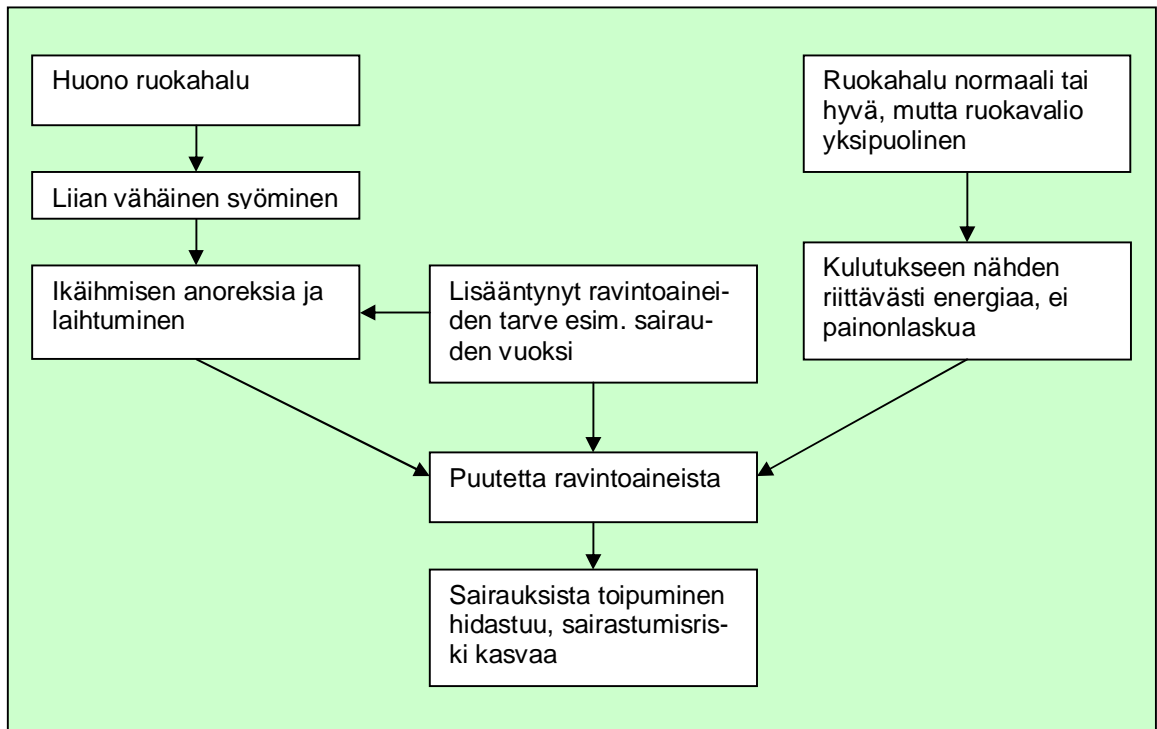 Huono ruokahalu
Liian vähäinen syöminen
Ikäihmisen anoreksia ja
laihtuminen
Lisääntynyt ravintoainei-
den tarve esim. sairau-
den vuoksi
Ruokahalu normaali tai
hyvä, mutta ruokavalio
yksipuolinen
Kulutukseen nähden
riittävästi energiaa, ei
painonlaskua
Puutetta ravintoaineista
Sairauksista toipuminen
hidastuu, sairastumisris-
ki kasvaa